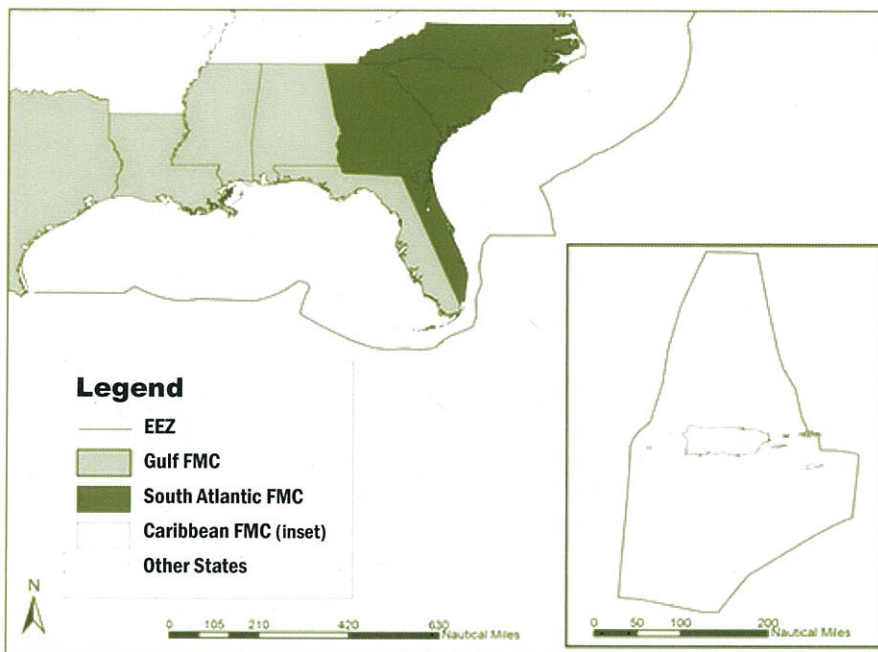 Legend
EEZ
Gulf FMC
South Atlantic FMC
Caribbean FMC (inset)
Other States
N
0 105 210 420 630
Nautical Miles
0 50 100 200
Nautical Miles